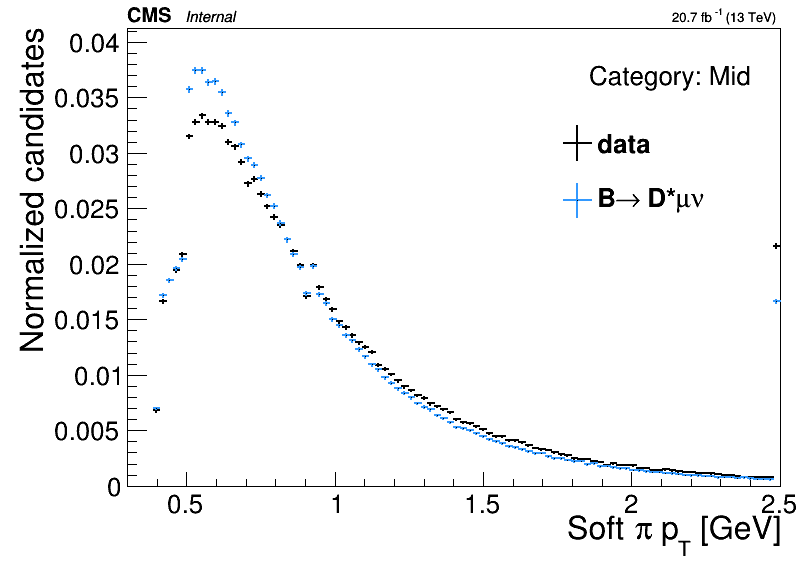 CMS Internal 20.7 fb⁻¹ (13 TeV)
Normalized candidates
0.04
0.035
0.03
0.025
0.02
0.015
0.01
0.005
0
Category: Mid
data
B→ D*μν
0.5 1 1.5 2 2.5
Soft π p_T [GeV]